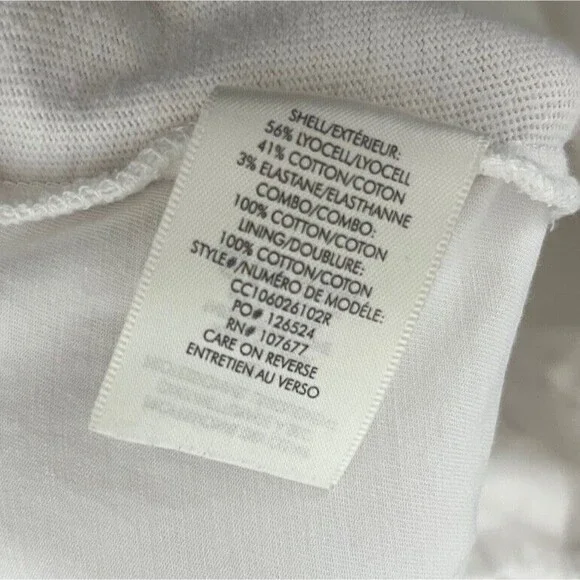 SHELL/EXTÉRIEUR:
56% LYOCELL/LYOCELL
41% COTTON/COTON
3% ELASTANE/ELASTHANNE
COMBO/COMBO:
100% COTTON/COTON
LINING/DOUBLURE:
100% COTTON/COTON
STYLE#/NUMÉRO DE MODÈLE:
CC106026102R
PO# 126524
RN# 107677
CARE ON REVERSE
ENTRETIEN AU VERSO